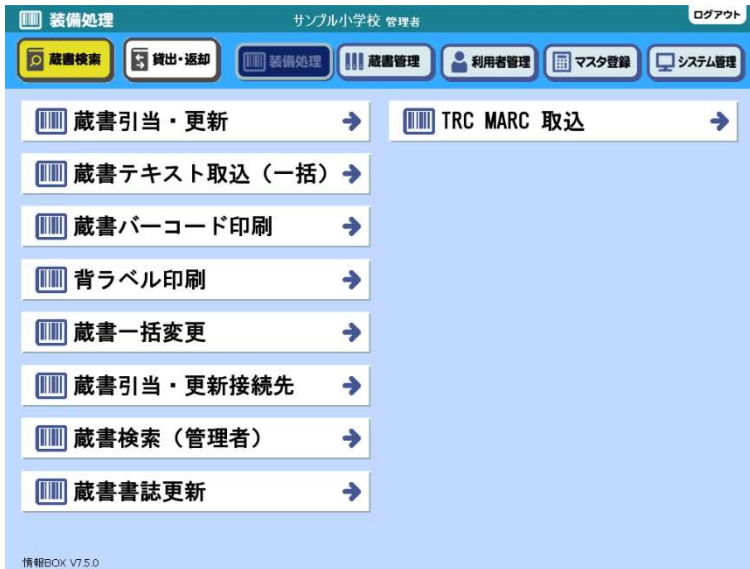 装備処理 サンプル小学校 管理者 ログアウト
蔵書検索 貸出・返却 装備処理 蔵書管理 利用者管理 マスタ登録 システム管理
蔵書引当・更新
蔵書テキスト取込（一括）
蔵書バーコード印刷
背ラベル印刷
蔵書一括変更
蔵書引当・更新接続先
蔵書検索（管理者）
蔵書書誌更新
TRC MARC 取込
情報BOX V7.5.0